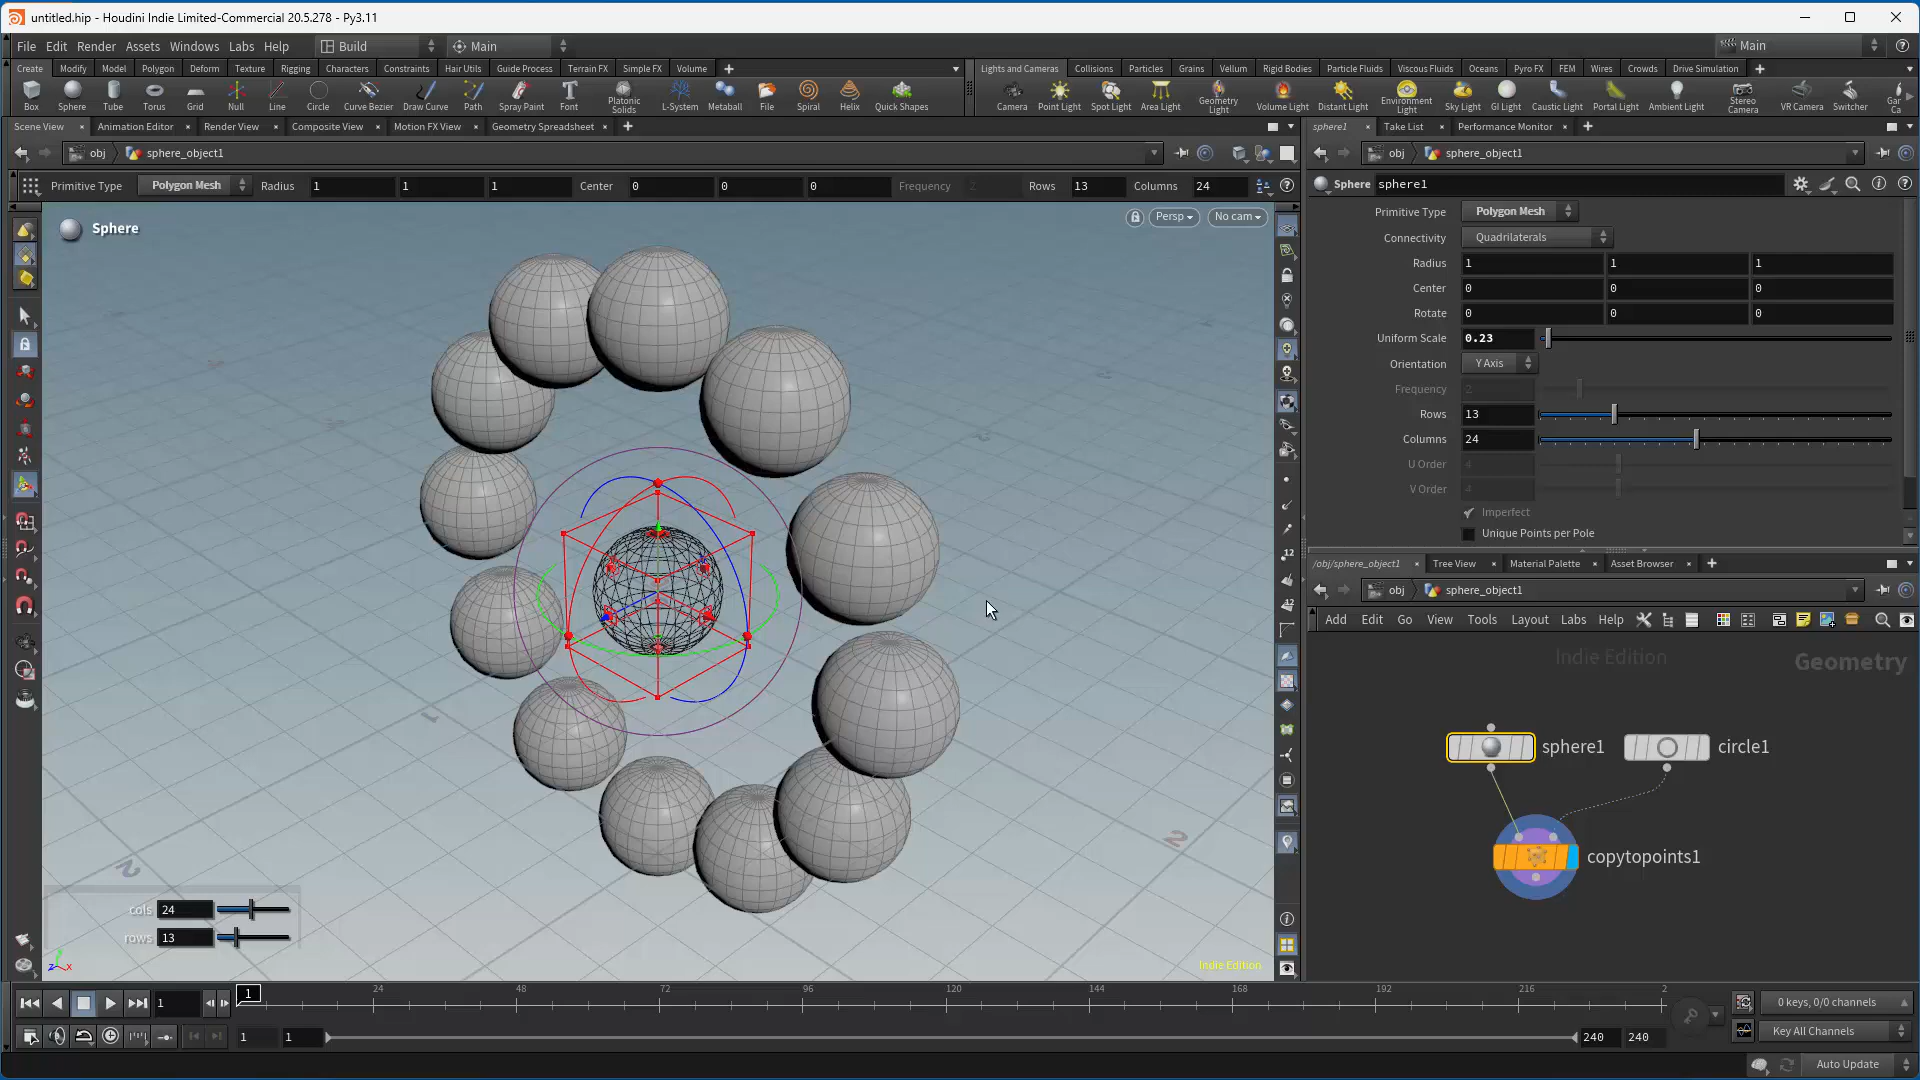 untitled.hip - Houdini Indie Limited-Commercial 20.5.278 - Py3.11
File Edit Render Assets Windows Labs Help Build Main Main
Create Modify Model Polygon Deform Texture Rigging Characters Constraints Hair Utils Guide Process Terrain FX Simple FX Volume
Lights and Cameras Collisions Particles Grains Vellum Rigid Bodies Particle Fluids Viscous Fluids Oceans Pyro FX FEM Wires Crowds Drive Simulation
Box Sphere Tube Torus Grid Null Line Circle Curve Bezier Draw Curve Path Spray Paint Font Platonic Solids L-System Metaball File Spiral Helix Quick Shapes
Camera Point Light Spot Light Area Light Geometry Light Volume Light Distant Light Environment Light Sky Light GI Light Caustic Light Portal Light Ambient Light Stereo Camera VR Camera Switcher Gar Ca
Scene View Animation Editor Render View Composite View Motion FX View Geometry Spreadsheet
sphere1 Take List Performance Monitor
obj sphere_object1
obj sphere_object1
Primitive Type Polygon Mesh Radius 1 1 1 Center 0 0 0 Frequency 2 Rows 13 Columns 24
Sphere sphere1
Sphere
Persp No cam
Primitive Type Polygon Mesh
Connectivity Quadrilaterals
Radius 1 1 1
Center 0 0 0
Rotate 0 0 0
Uniform Scale 0.23
Orientation Y Axis
Frequency 2
Rows 13
Columns 24
U Order 4
V Order 4
Imperfect
Unique Points per Pole
/obj/sphere_object1 Tree View Material Palette Asset Browser
obj sphere_object1
Add Edit Go View Tools Layout Labs Help
Indie Edition Geometry
sphere1 circle1
copytopoints1
12
12
1
2
2
cols 24
rows 13
z x
Indie Edition
1 1 24 48 72 96 120 144 168 192 216 2
0 keys, 0/0 channels
1 1 240 240
Key All Channels
Auto Update